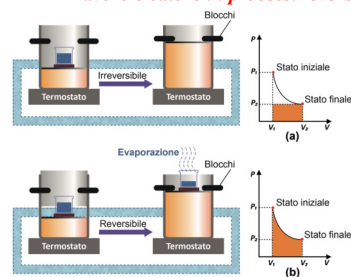 Blocchi
Irreversibile
Termostato
Termostato
P
P₁
P₂
Stato iniziale
Stato finale
V₁
V₂
V
(a)
Evaporazione
Blocchi
Reversibile
Termostato
Termostato
P
P₁
P₂
Stato iniziale
Stato finale
V₁
V₂
V
(b)